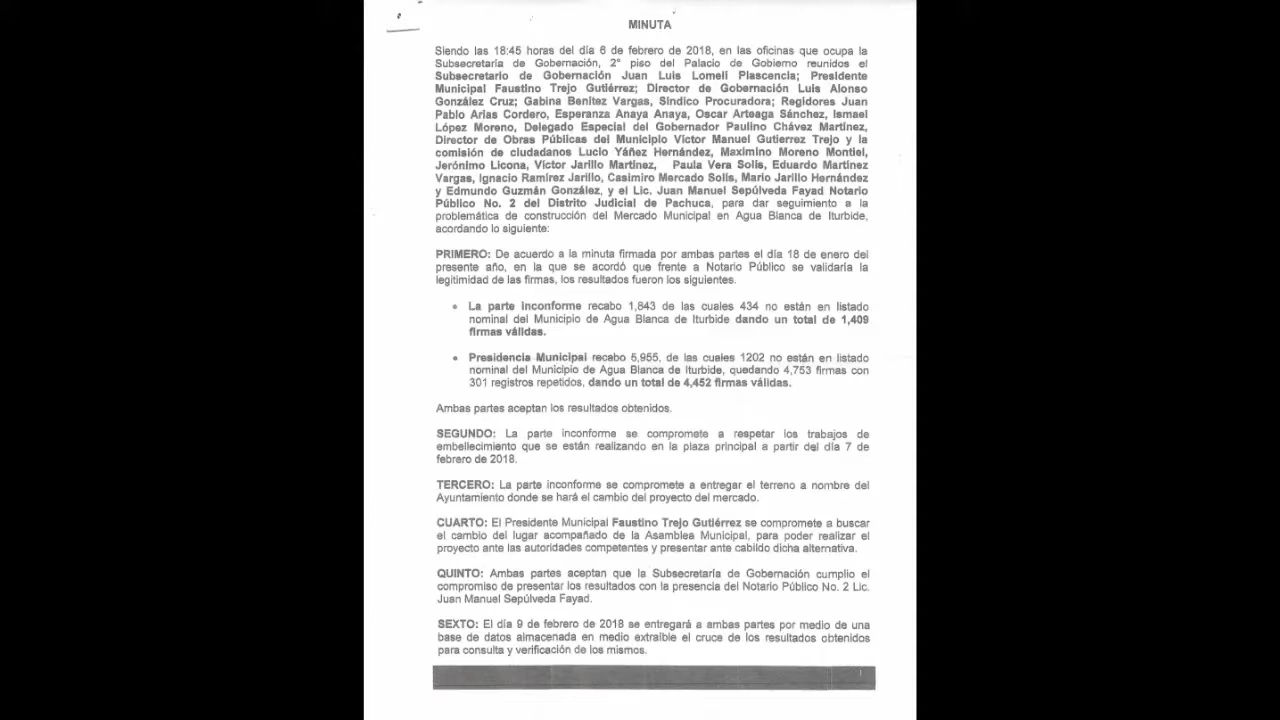 MINUTA
Siendo las 18:45 horas del día 6 de febrero de 2018, en las oficinas que ocupa la
Subsecretaría de Gobernación, 2° piso del Palacio de Gobierno reunidos el
Subsecretario de Gobernación Juan Luis Lomelí Plascencia; Presidente
Municipal Faustino Trejo Gutiérrez; Director de Gobernación Luis Alonso
González Cruz; Gabina Benítez Vargas, Síndico Procuradora; Regidores Juan
Pablo Arias Cordero, Esperanza Anaya Anaya, Oscar Arteaga Sánchez, Ismael
López Moreno, Delegado Especial del Gobernador Paulino Chávez Martínez,
Director de Obras Públicas del Municipio Víctor Manuel Gutierrez Trejo y la
comisión de ciudadanos Lucio Yáñez Hernández, Maximino Moreno Montiel,
Jerónimo Licona, Víctor Jarillo Martínez, Paula Vera Solís, Eduardo Martínez
Vargas, Ignacio Ramírez Jarillo, Casimiro Mercado Solís, Mario Jarillo Hernández
y Edmundo Guzmán González, y el Lic. Juan Manuel Sepúlveda Fayad Notario
Público No. 2 del Distrito Judicial de Pachuca, para dar seguimiento a la
problemática de construcción del Mercado Municipal en Agua Blanca de Iturbide,
acordando lo siguiente:
PRIMERO: De acuerdo a la minuta firmada por ambas partes el día 18 de enero del
presente año, en la que se acordó que frente a Notario Público se validaría la
legitimidad de las firmas, los resultados fueron los siguientes.
• La parte inconforme recabo 1,843 de las cuales 434 no están en listado
nominal del Municipio de Agua Blanca de Iturbide dando un total de 1,409
firmas válidas.
• Presidencia Municipal recabo 5,955, de las cuales 1202 no están en listado
nominal del Municipio de Agua Blanca de Iturbide, quedando 4,753 firmas con
301 registros repetidos, dando un total de 4,452 firmas válidas.
Ambas partes aceptan los resultados obtenidos.
SEGUNDO: La parte inconforme se compromete a respetar los trabajos de
embellecimiento que se están realizando en la plaza principal a partir del día 7 de
febrero de 2018.
TERCERO: La parte inconforme se compromete a entregar el terreno a nombre del
Ayuntamiento donde se hará el cambio del proyecto del mercado.
CUARTO: El Presidente Municipal Faustino Trejo Gutiérrez se compromete a buscar
el cambio del lugar acompañado de la Asamblea Municipal, para poder realizar el
proyecto ante las autoridades competentes y presentar ante cabildo dicha alternativa.
QUINTO: Ambas partes aceptan que la Subsecretaría de Gobernación cumplio el
compromiso de presentar los resultados con la presencia del Notario Público No. 2 Lic.
Juan Manuel Sepúlveda Fayad.
SEXTO: El día 9 de febrero de 2018 se entregará a ambas partes por medio de una
base de datos almacenada en medio extraíble el cruce de los resultados obtenidos
para consulta y verificación de los mismos.